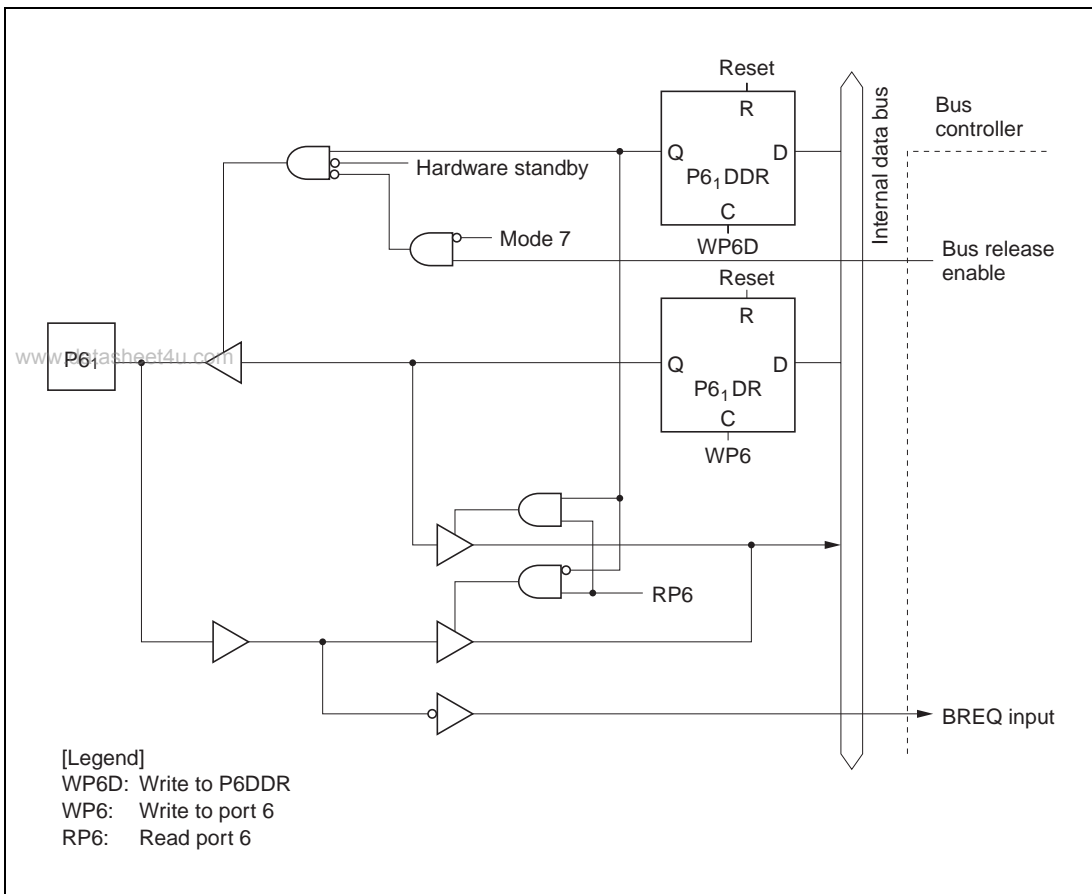 Reset
R
Q
D
P6₁DDR
C
WP6D
Hardware standby
Mode 7
Internal data bus
Bus
controller
Bus release
enable
Reset
R
Q
D
P6₁DR
C
WP6
P6₁
www.datasheet4u.com
RP6
BREQ input
[Legend]
WP6D: Write to P6DDR
WP6: Write to port 6
RP6: Read port 6